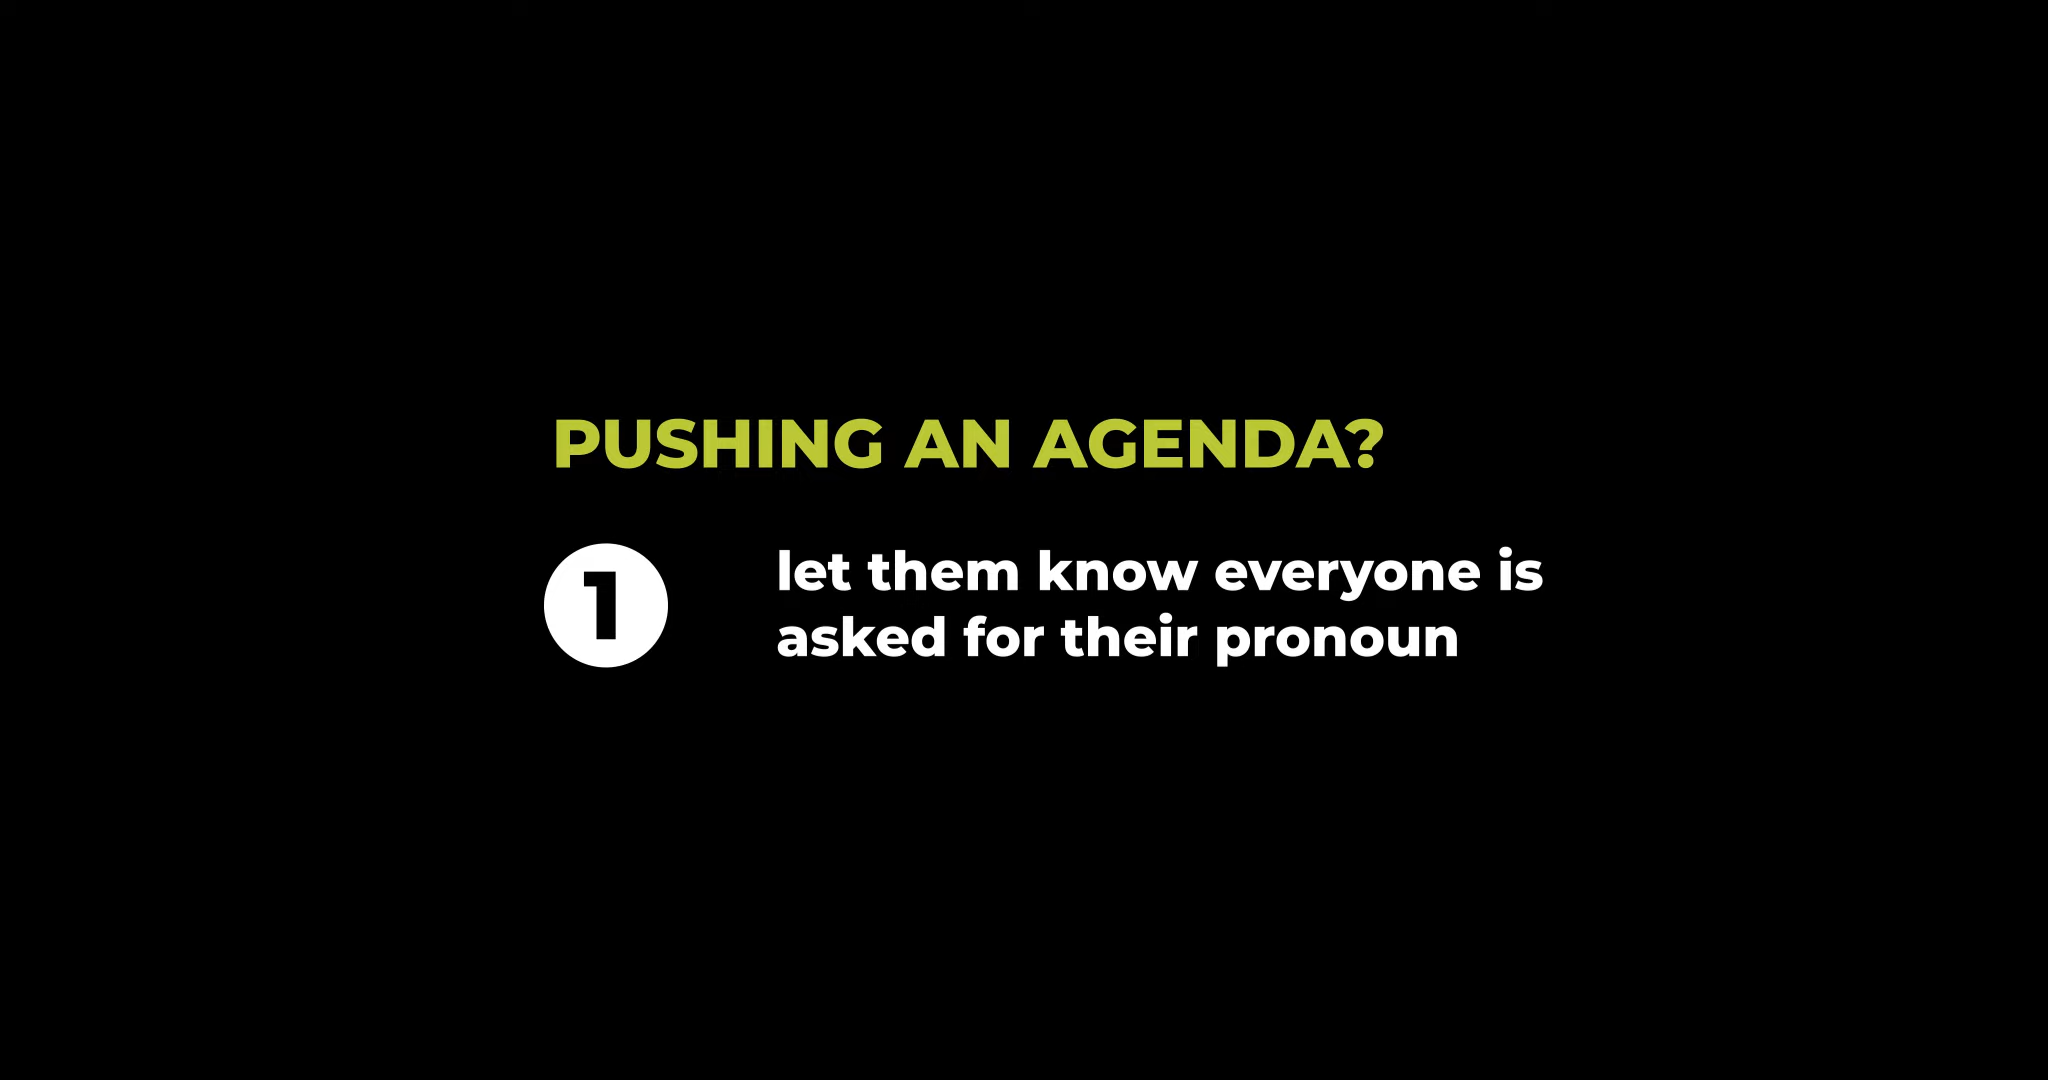 PUSHING AN AGENDA?
1
let them know everyone is
asked for their pronoun